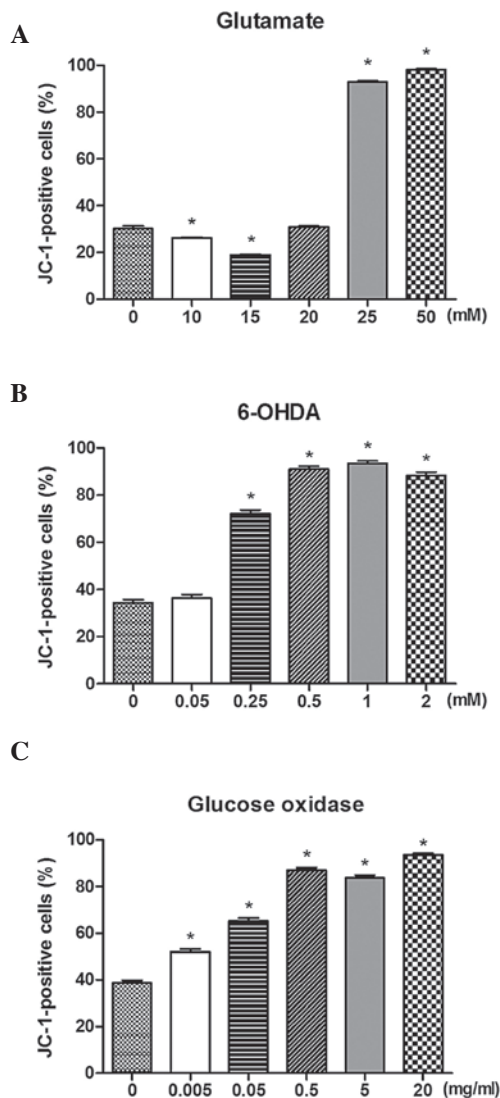 A
Glutamate
JC-1-positive cells (%)
100
80
60
40
20
0
* * * *
0 10 15 20 25 50 (mM)
B
6-OHDA
JC-1-positive cells (%)
100
80
60
40
20
0
* * * *
0 0.05 0.25 0.5 1 2 (mM)
C
Glucose oxidase
JC-1-positive cells (%)
100
80
60
40
20
0
* * * * *
0 0.005 0.05 0.5 5 20 (mg/ml)